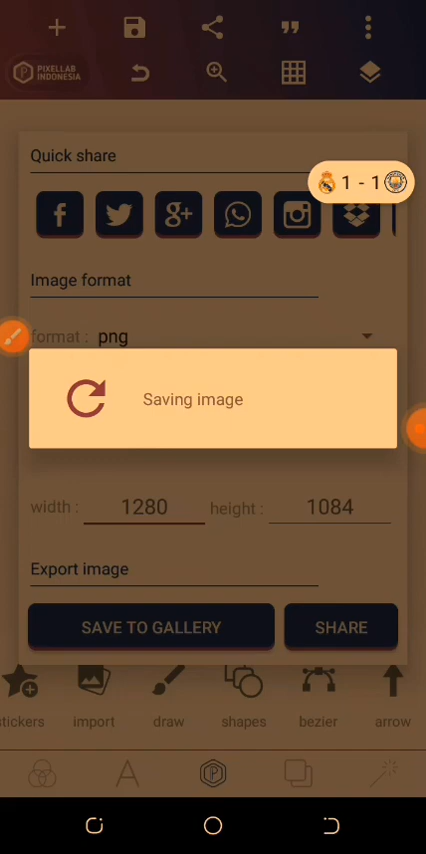 PIXELLAB
INDONESIA
Quick share
1 - 1
Image format
format : png
Saving image
width : 1280 height : 1084
Export image
SAVE TO GALLERY SHARE
stickers import draw shapes bezier arrow